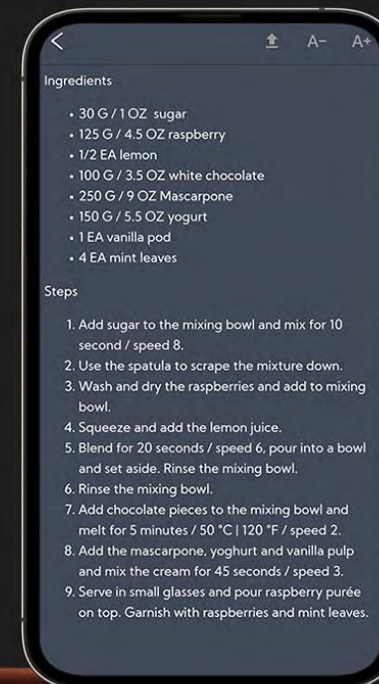 A- A+
Ingredients
• 30 G / 1 OZ sugar
• 125 G / 4.5 OZ raspberry
• 1/2 EA lemon
• 100 G / 3.5 OZ white chocolate
• 250 G / 9 OZ Mascarpone
• 150 G / 5.5 OZ yogurt
• 1 EA vanilla pod
• 4 EA mint leaves
Steps
1. Add sugar to the mixing bowl and mix for 10
second / speed 8.
2. Use the spatula to scrape the mixture down.
3. Wash and dry the raspberries and add to mixing
bowl.
4. Squeeze and add the lemon juice.
5. Blend for 20 seconds / speed 6, pour into a bowl
and set aside. Rinse the mixing bowl.
6. Rinse the mixing bowl.
7. Add chocolate pieces to the mixing bowl and
melt for 5 minutes / 50 °C | 120 °F / speed 2.
8. Add the mascarpone, yoghurt and vanilla pulp
and mix the cream for 45 seconds / speed 3.
9. Serve in small glasses and pour raspberry purée
on top. Garnish with raspberries and mint leaves.